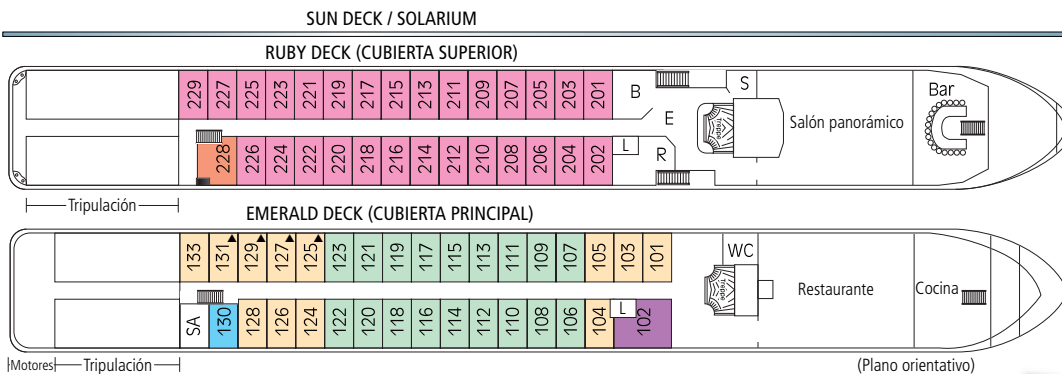 SUN DECK / SOLARIUM
RUBY DECK (CUBIERTA SUPERIOR)
229 227 225 223 221 219 217 215 213 211 209 207 205 203 201
B
S
E
Treppe
Salón panorámico
Bar
228 226 224 222 220 218 216 214 212 210 208 206 204 202
L
R
Tripulación
EMERALD DECK (CUBIERTA PRINCIPAL)
133 131 129 127 125 123 121 119 117 115 113 111 109 107 105 103 101
WC
Treppe
Restaurante
Cocina
SA 130 128 126 124 122 120 118 116 114 112 110 108 106 104 L 102
Motores
Tripulación
(Plano orientativo)